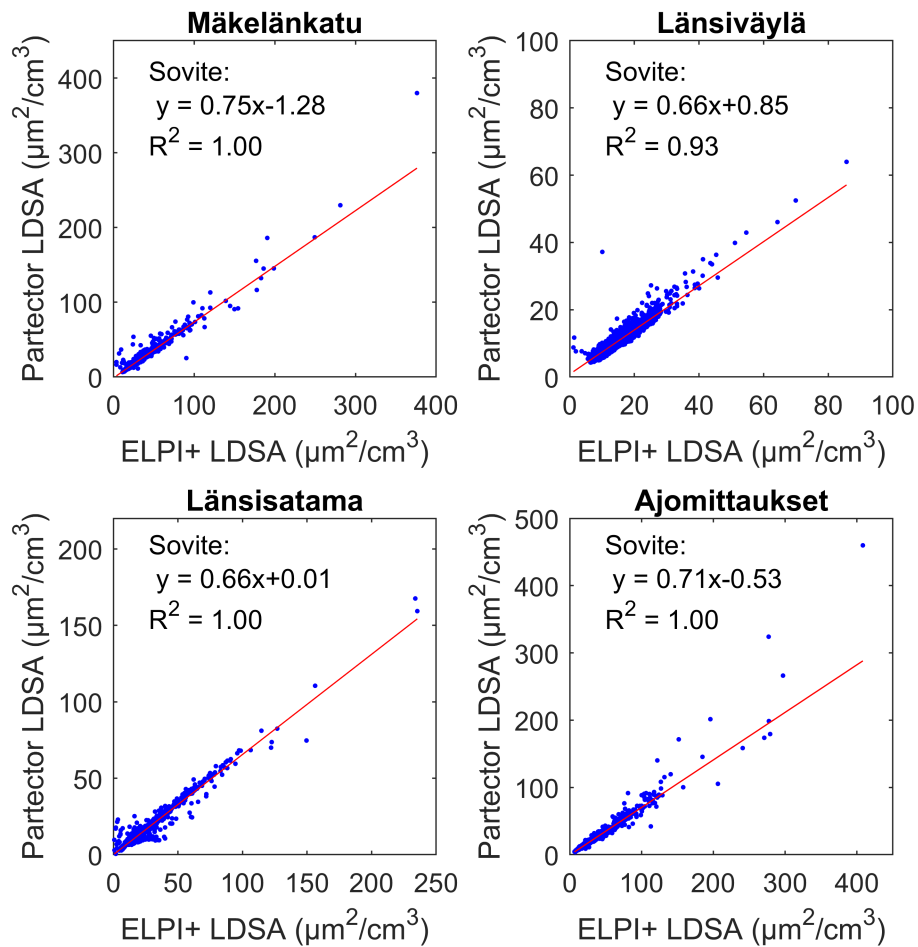 Mäkelänkatu
Sovite:
y = 0.75x-1.28
R² = 1.00
400
300
200
100
0
0 100 200 300 400
Partector LDSA (μm²/cm³)
ELPI+ LDSA (μm²/cm³)
Länsiväylä
Sovite:
y = 0.66x+0.85
R² = 0.93
100
80
60
40
20
0
0 20 40 60 80 100
Partector LDSA (μm²/cm³)
ELPI+ LDSA (μm²/cm³)
Länsisatama
Sovite:
y = 0.66x+0.01
R² = 1.00
200
150
100
50
0
0 50 100 150 200 250
Partector LDSA (μm²/cm³)
ELPI+ LDSA (μm²/cm³)
Ajomittaukset
Sovite:
y = 0.71x-0.53
R² = 1.00
500
400
300
200
100
0
0 100 200 300 400
Partector LDSA (μm²/cm³)
ELPI+ LDSA (μm²/cm³)